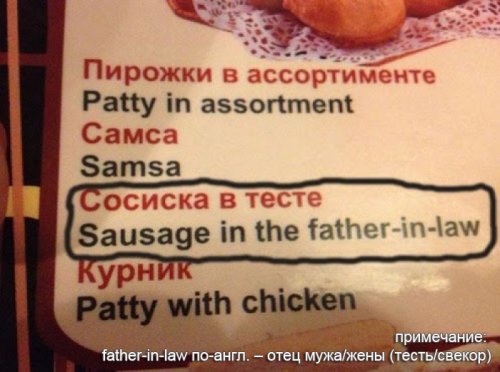 Пирожки в ассортименте
Patty in assortment
Самса
Samsa
Сосиска в тесте
Sausage in the father-in-law
Курник
Patty with chicken
примечание:
father-in-law по-англ. – отец мужа/жены (тесть/свекор)